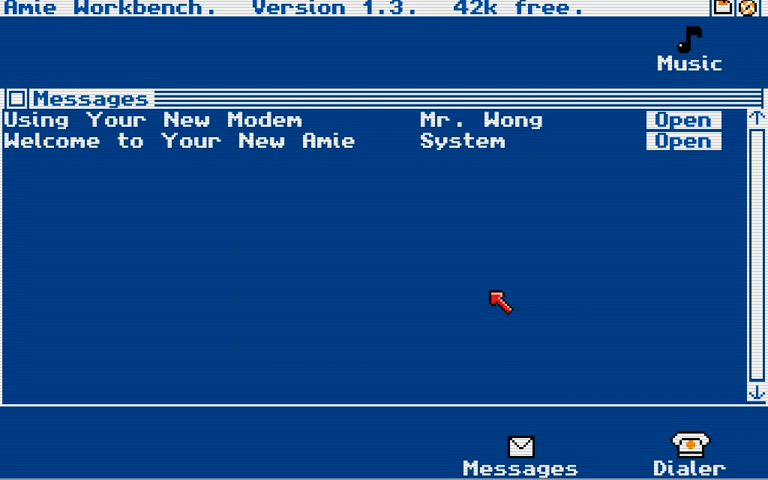 Amie Workbench. Version 1.3. 42k free.
Music
Messages
Using Your New Modem Mr. Wong Open
Welcome to Your New Amie System Open
Messages Dialer